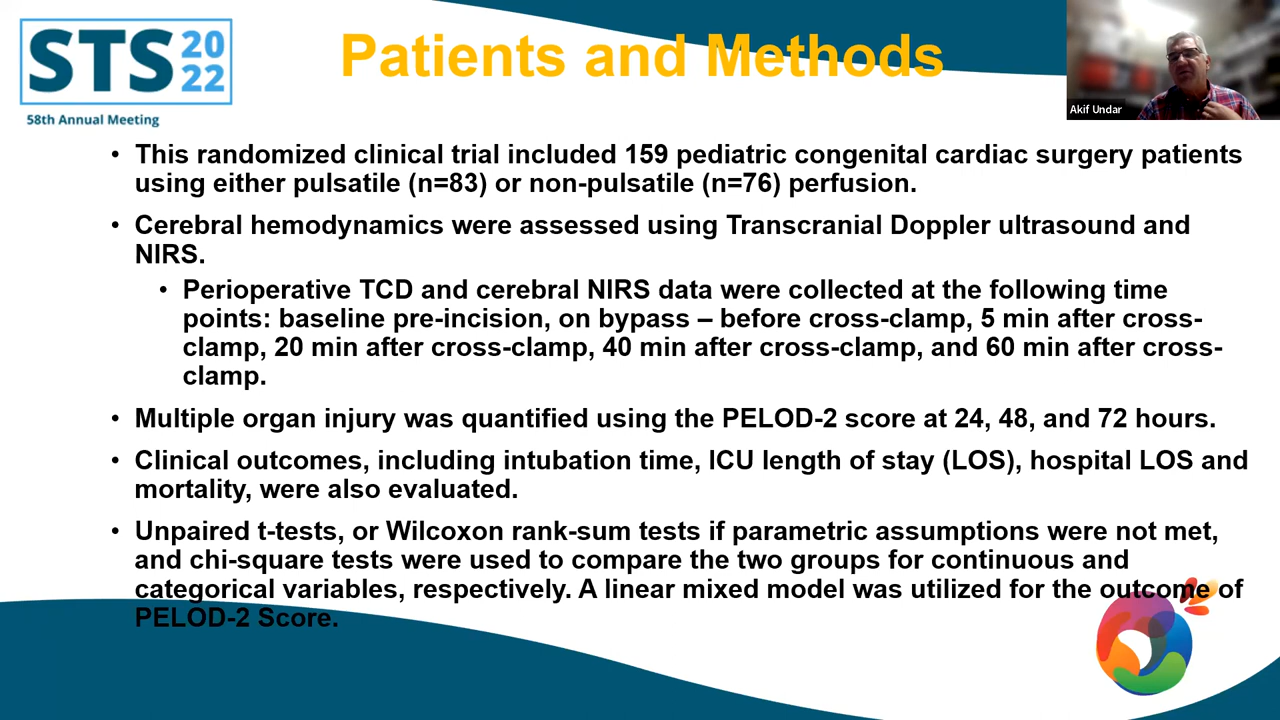 STS 20
22
58th Annual Meeting
Patients and Methods
Akif Undar
• This randomized clinical trial included 159 pediatric congenital cardiac surgery patients
using either pulsatile (n=83) or non-pulsatile (n=76) perfusion.
• Cerebral hemodynamics were assessed using Transcranial Doppler ultrasound and
NIRS.
• Perioperative TCD and cerebral NIRS data were collected at the following time
points: baseline pre-incision, on bypass – before cross-clamp, 5 min after cross-
clamp, 20 min after cross-clamp, 40 min after cross-clamp, and 60 min after cross-
clamp.
• Multiple organ injury was quantified using the PELOD-2 score at 24, 48, and 72 hours.
• Clinical outcomes, including intubation time, ICU length of stay (LOS), hospital LOS and
mortality, were also evaluated.
• Unpaired t-tests, or Wilcoxon rank-sum tests if parametric assumptions were not met,
and chi-square tests were used to compare the two groups for continuous and
categorical variables, respectively. A linear mixed model was utilized for the outcome of
PELOD-2 Score.